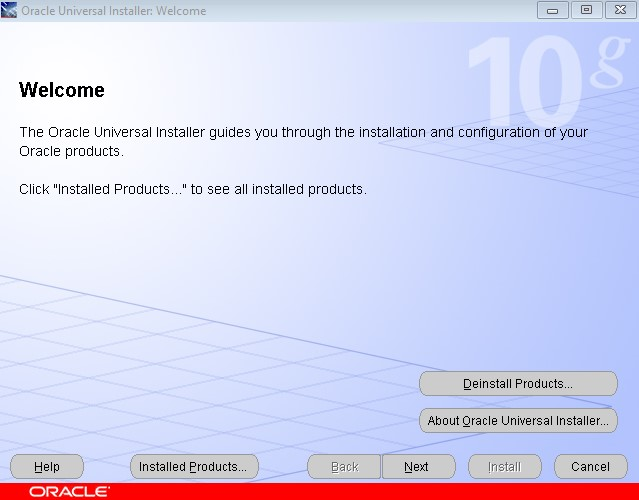 Oracle Universal Installer: Welcome
10g
Welcome
The Oracle Universal Installer guides you through the installation and configuration of your
Oracle products.
Click "Installed Products..." to see all installed products.
Deinstall Products...
About Oracle Universal Installer...
Help
Installed Products...
Back
Next
Install
Cancel
ORACLE